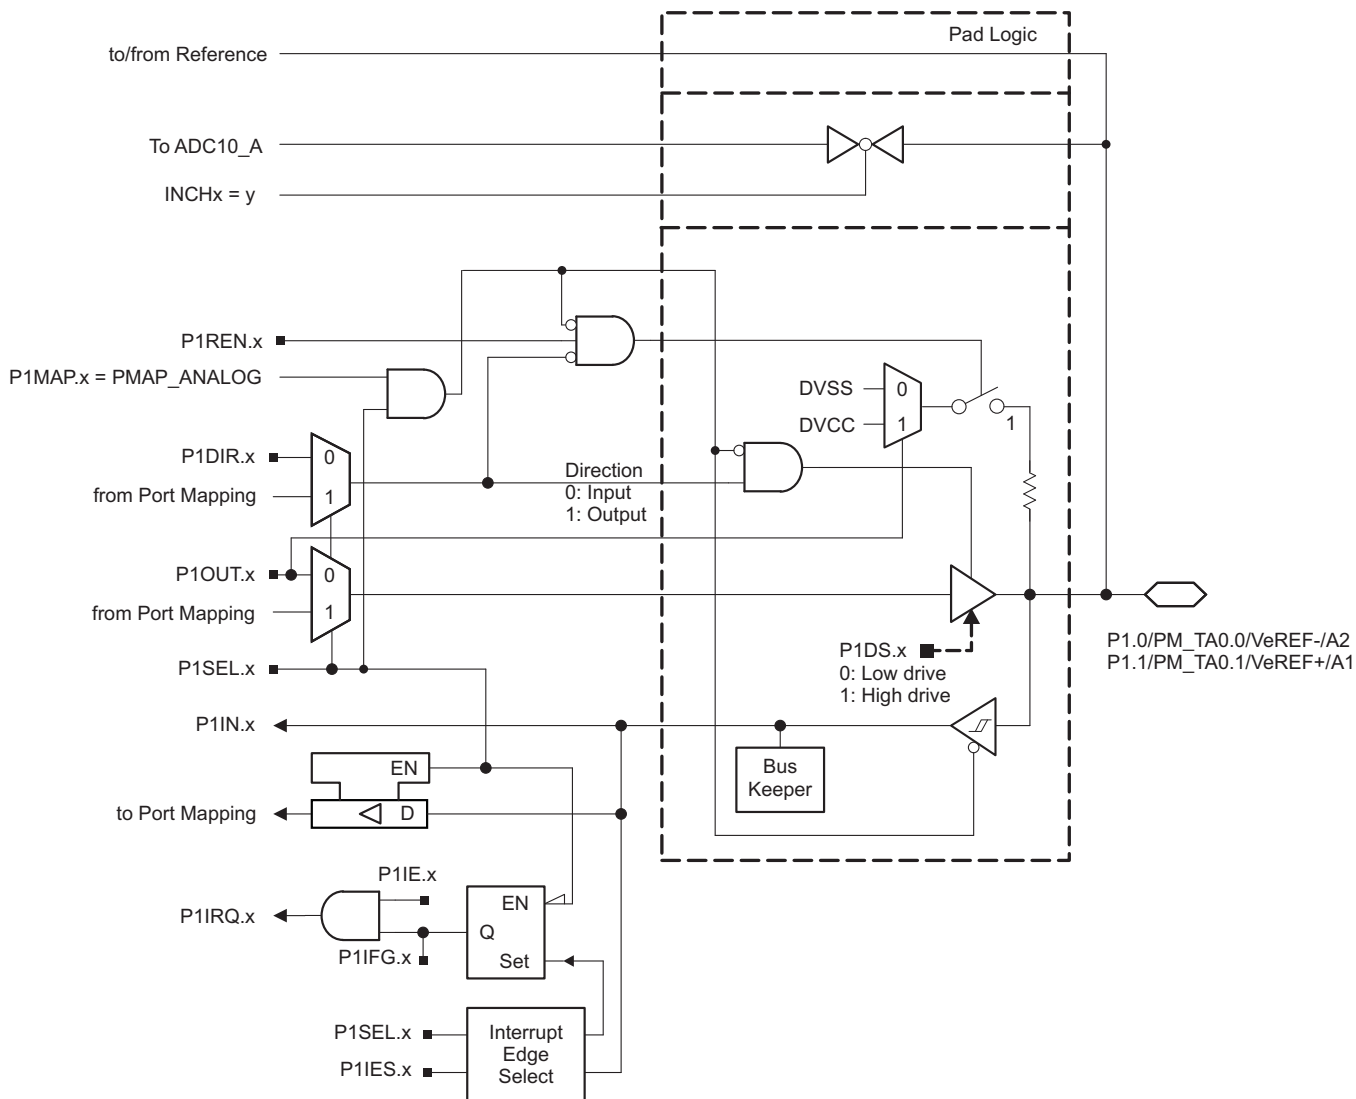 Pad Logic
to/from Reference
To ADC10_A
INCHx = y
P1REN.x
P1MAP.x = PMAP_ANALOG
DVSS
0
DVCC
1
1
P1DIR.x
0
from Port Mapping
1
Direction
0: Input
1: Output
P1OUT.x
0
from Port Mapping
1
P1SEL.x
P1DS.x
0: Low drive
1: High drive
P1.0/PM_TA0.0/VeREF-/A2
P1.1/PM_TA0.1/VeREF+/A1
P1IN.x
EN
Bus
Keeper
to Port Mapping
D
P1IE.x
P1IRQ.x
EN
Q
P1IFG.x
Set
P1SEL.x
P1IES.x
Interrupt
Edge
Select